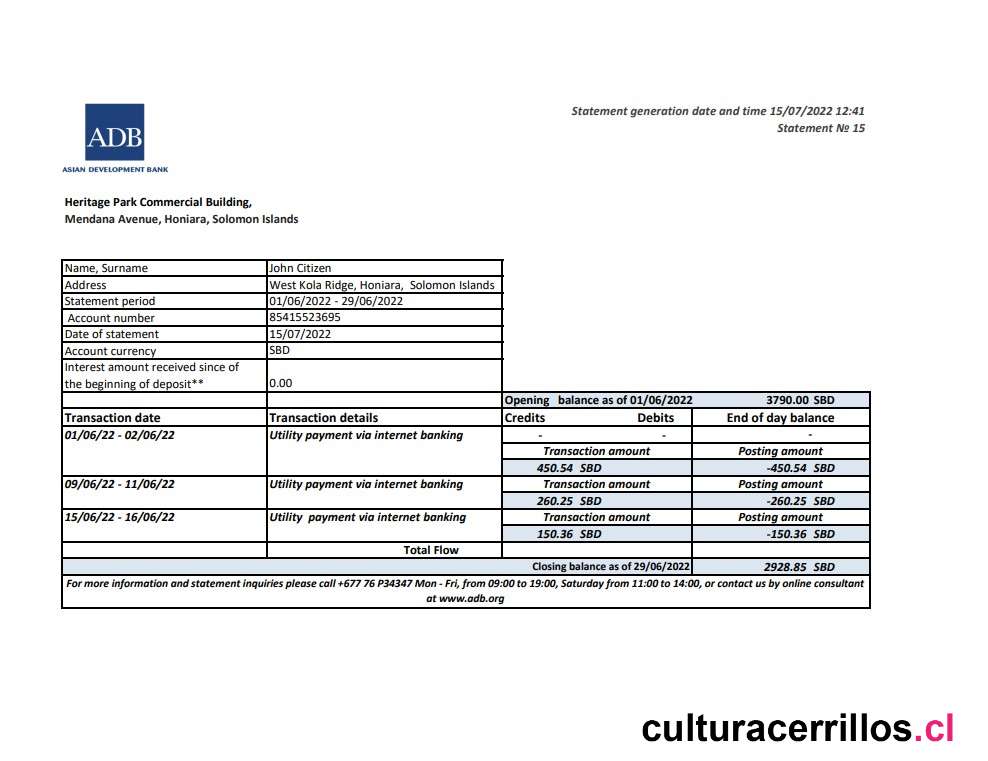 Statement generation date and time 15/07/2022 12:41
Statement № 15
ADB
ASIAN DEVELOPMENT BANK
Heritage Park Commercial Building,
Mendana Avenue, Honiara, Solomon Islands
Name, Surname John Citizen
Address West Kola Ridge, Honiara, Solomon Islands
Statement period 01/06/2022 - 29/06/2022
Account number 85415523695
Date of statement 15/07/2022
Account currency SBD
Interest amount received since of
the beginning of deposit** 0.00
Opening balance as of 01/06/2022 3790.00 SBD
Transaction date Transaction details Credits Debits End of day balance
01/06/22 - 02/06/22 Utility payment via internet banking - - -
Transaction amount Posting amount
450.54 SBD -450.54 SBD
09/06/22 - 11/06/22 Utility payment via internet banking Transaction amount Posting amount
260.25 SBD -260.25 SBD
15/06/22 - 16/06/22 Utility payment via internet banking Transaction amount Posting amount
150.36 SBD -150.36 SBD
Total Flow
Closing balance as of 29/06/2022 2928.85 SBD
For more information and statement inquiries please call +677 76 P34347 Mon - Fri, from 09:00 to 19:00, Saturday from 11:00 to 14:00, or contact us by online consultant
at www.adb.org
culturacerrillos.cl